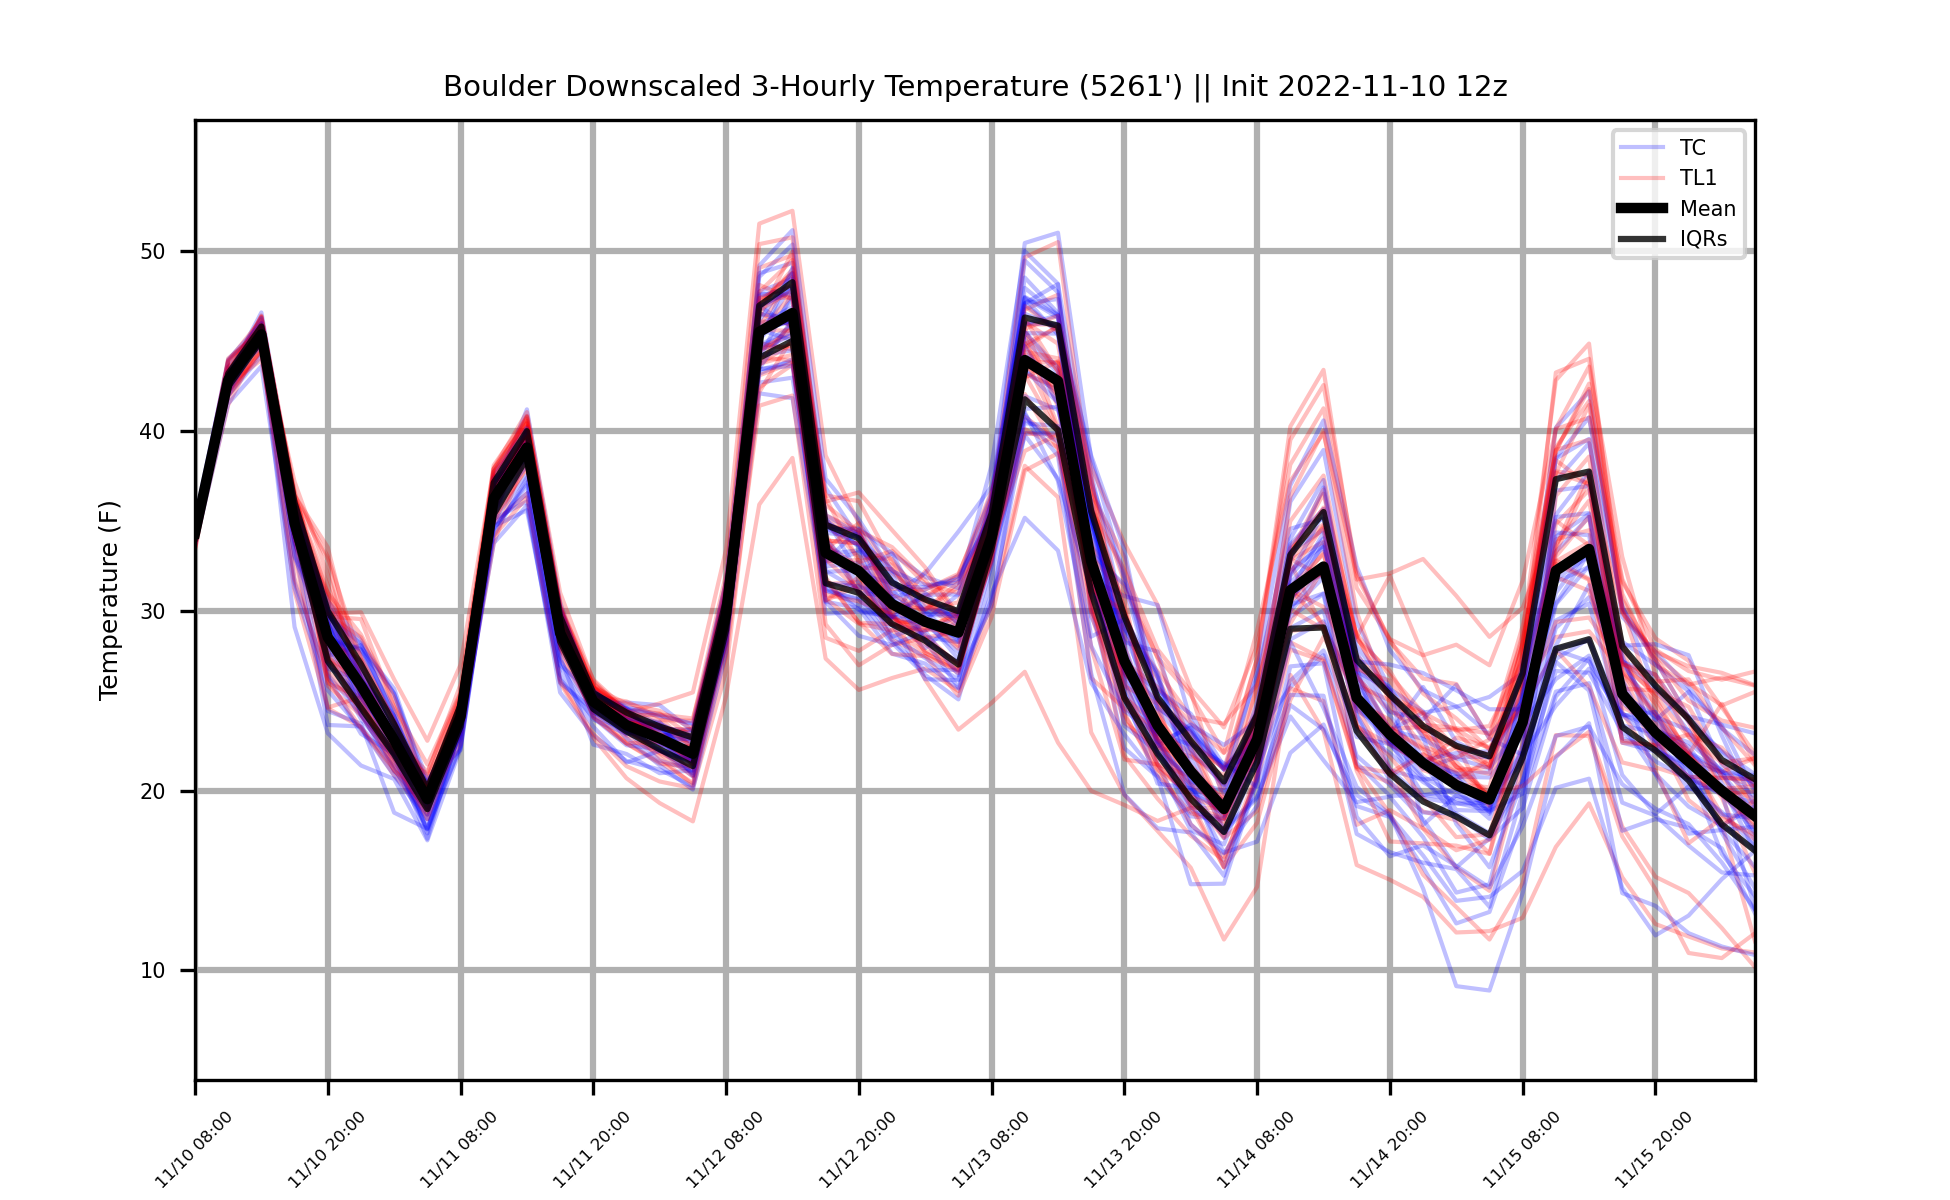 Boulder Downscaled 3-Hourly Temperature (5261') || Init 2022-11-10 12z
TC
TL1
Mean
IQRs
Temperature (F)
50
40
30
20
10
11/10 08:00
11/10 20:00
11/11 08:00
11/11 20:00
11/12 08:00
11/12 20:00
11/13 08:00
11/13 20:00
11/14 08:00
11/14 20:00
11/15 08:00
11/15 20:00